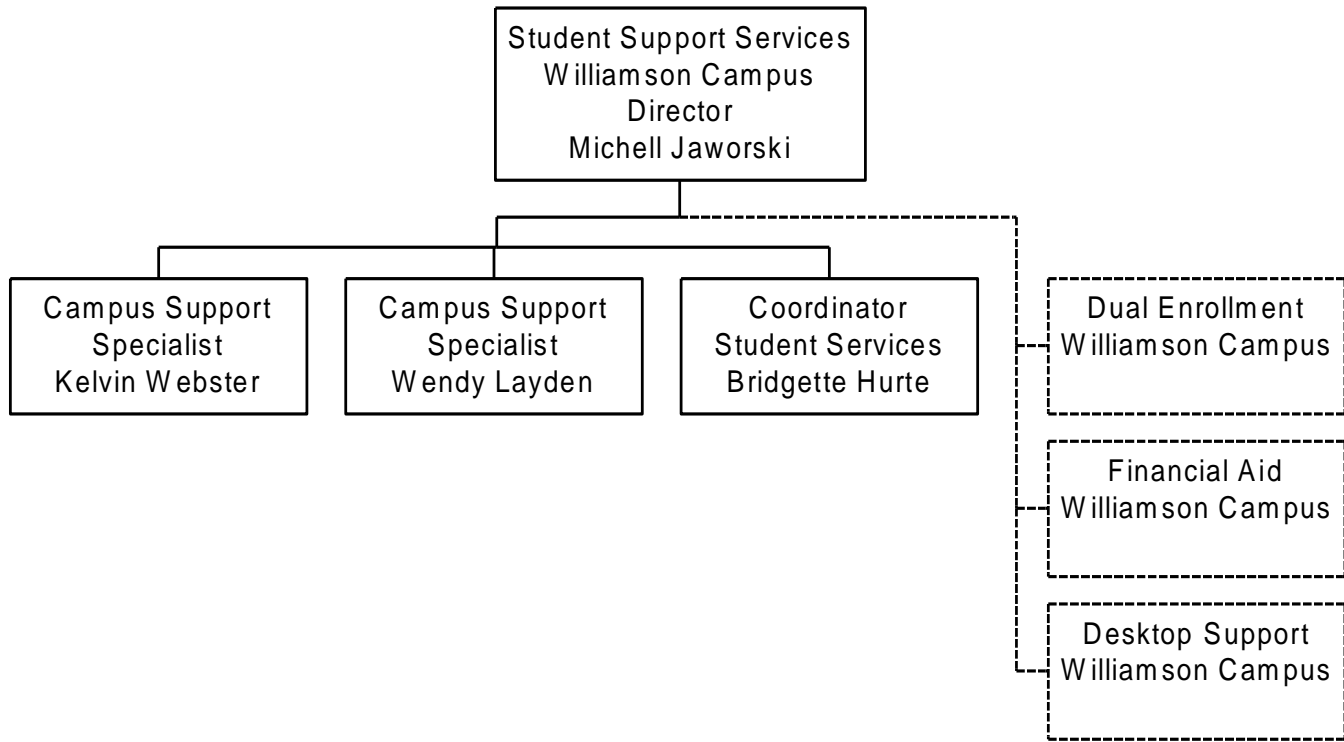 Student Support Services
Williamson Campus
Director
Michell Jaworski
Campus Support
Specialist
Kelvin Webster
Campus Support
Specialist
Wendy Layden
Coordinator
Student Services
Bridgette Hurte
Dual Enrollment
Williamson Campus
Financial Aid
Williamson Campus
Desktop Support
Williamson Campus